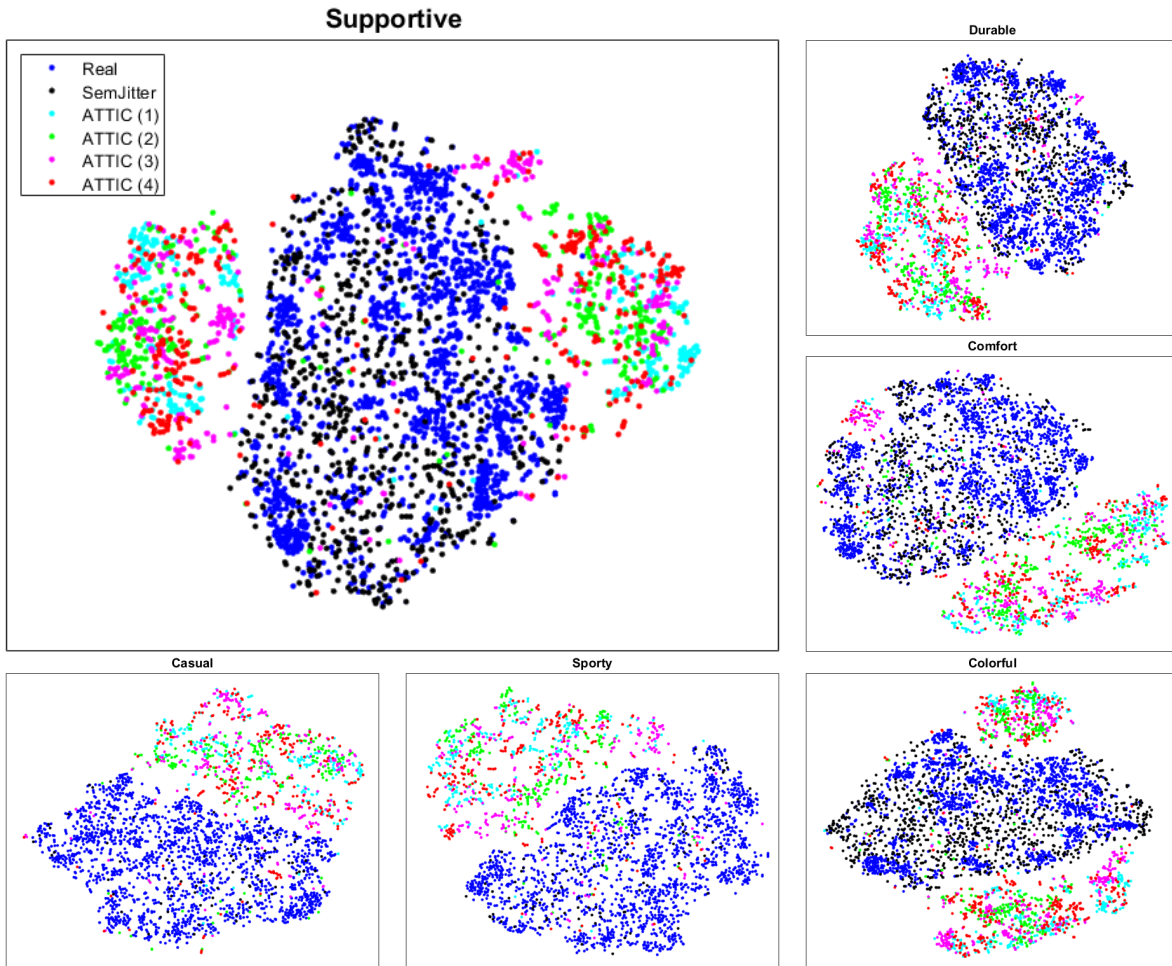 Supportive
Real
SemJitter
ATTIC (1)
ATTIC (2)
ATTIC (3)
ATTIC (4)
Durable
Comfort
Casual
Sporty
Colorful